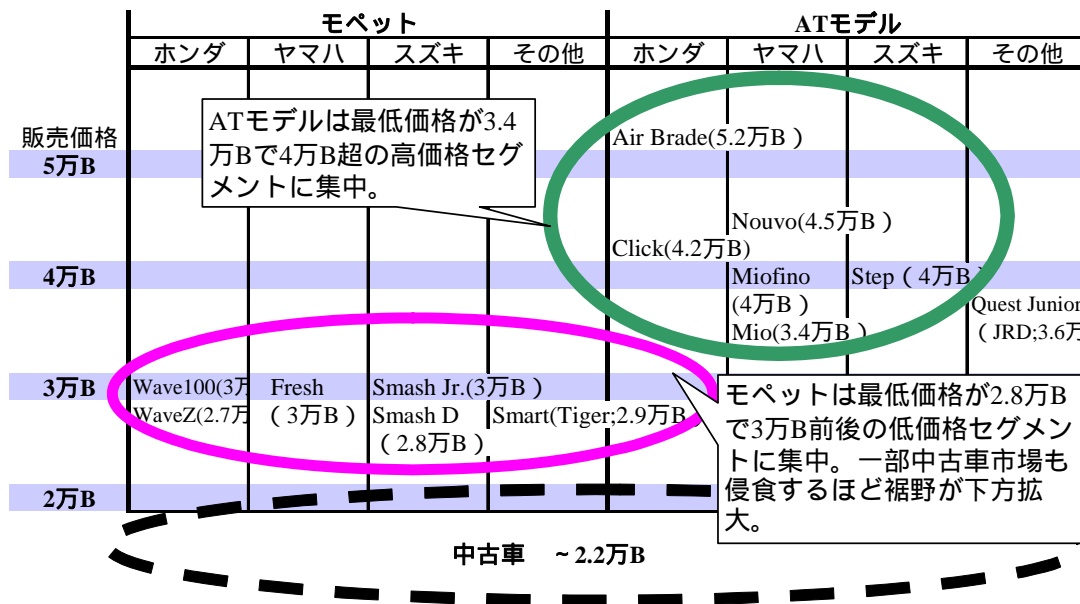 モペット ATモデル
ホンダ ヤマハ スズキ その他 ホンダ ヤマハ スズキ その他
ATモデルは最低価格が3.4
万Bで4万B超の高価格セグ
メントに集中。
販売価格
Air Brade(5.2万B )
5万B
Nouvo(4.5万B )
Click(4.2万B)
4万B
Miofino
(4万B )
Step ( 4万B )
Quest Junior
( JRD;3.6万
Mio(3.4万B )
3万B
Wave100(3万
Fresh
Smash Jr.(3万B )
WaveZ(2.7万
( 3万B )
Smash D
Smart(Tiger;2.9万B
( 2.8万B )
モペットは最低価格が2.8万B
で3万B前後の低価格セグメン
トに集中。一部中古車市場も
侵食するほど裾野が下方拡
大。
2万B
中古車 ~ 2.2万B